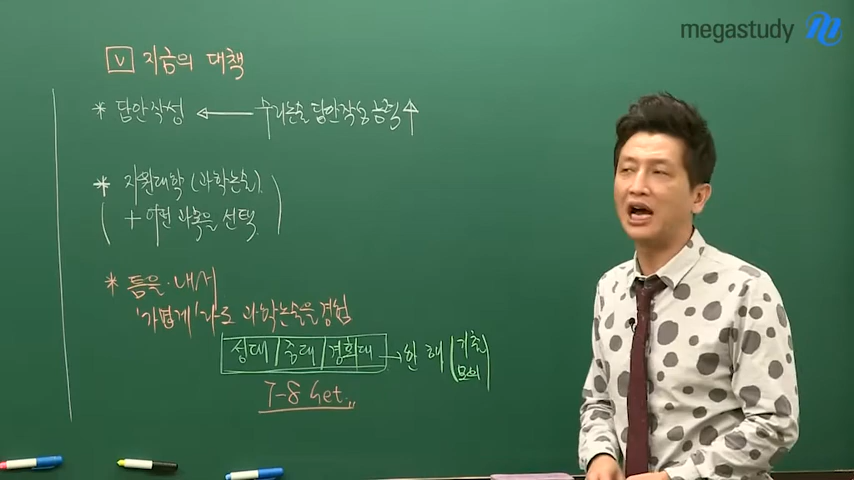 megastudy
V 지금의 대책
* 답안작성 ← 수리논술 답안작성 능력 ↑
* 지원대학 (과학논술)
+ 어떤 과목을 선택
* 틈을 내서
'가볍게'라도 과학논술을 경험
성대 / 중대 / 경희대 → 한 해 (기출 모의)
7-8 Set.